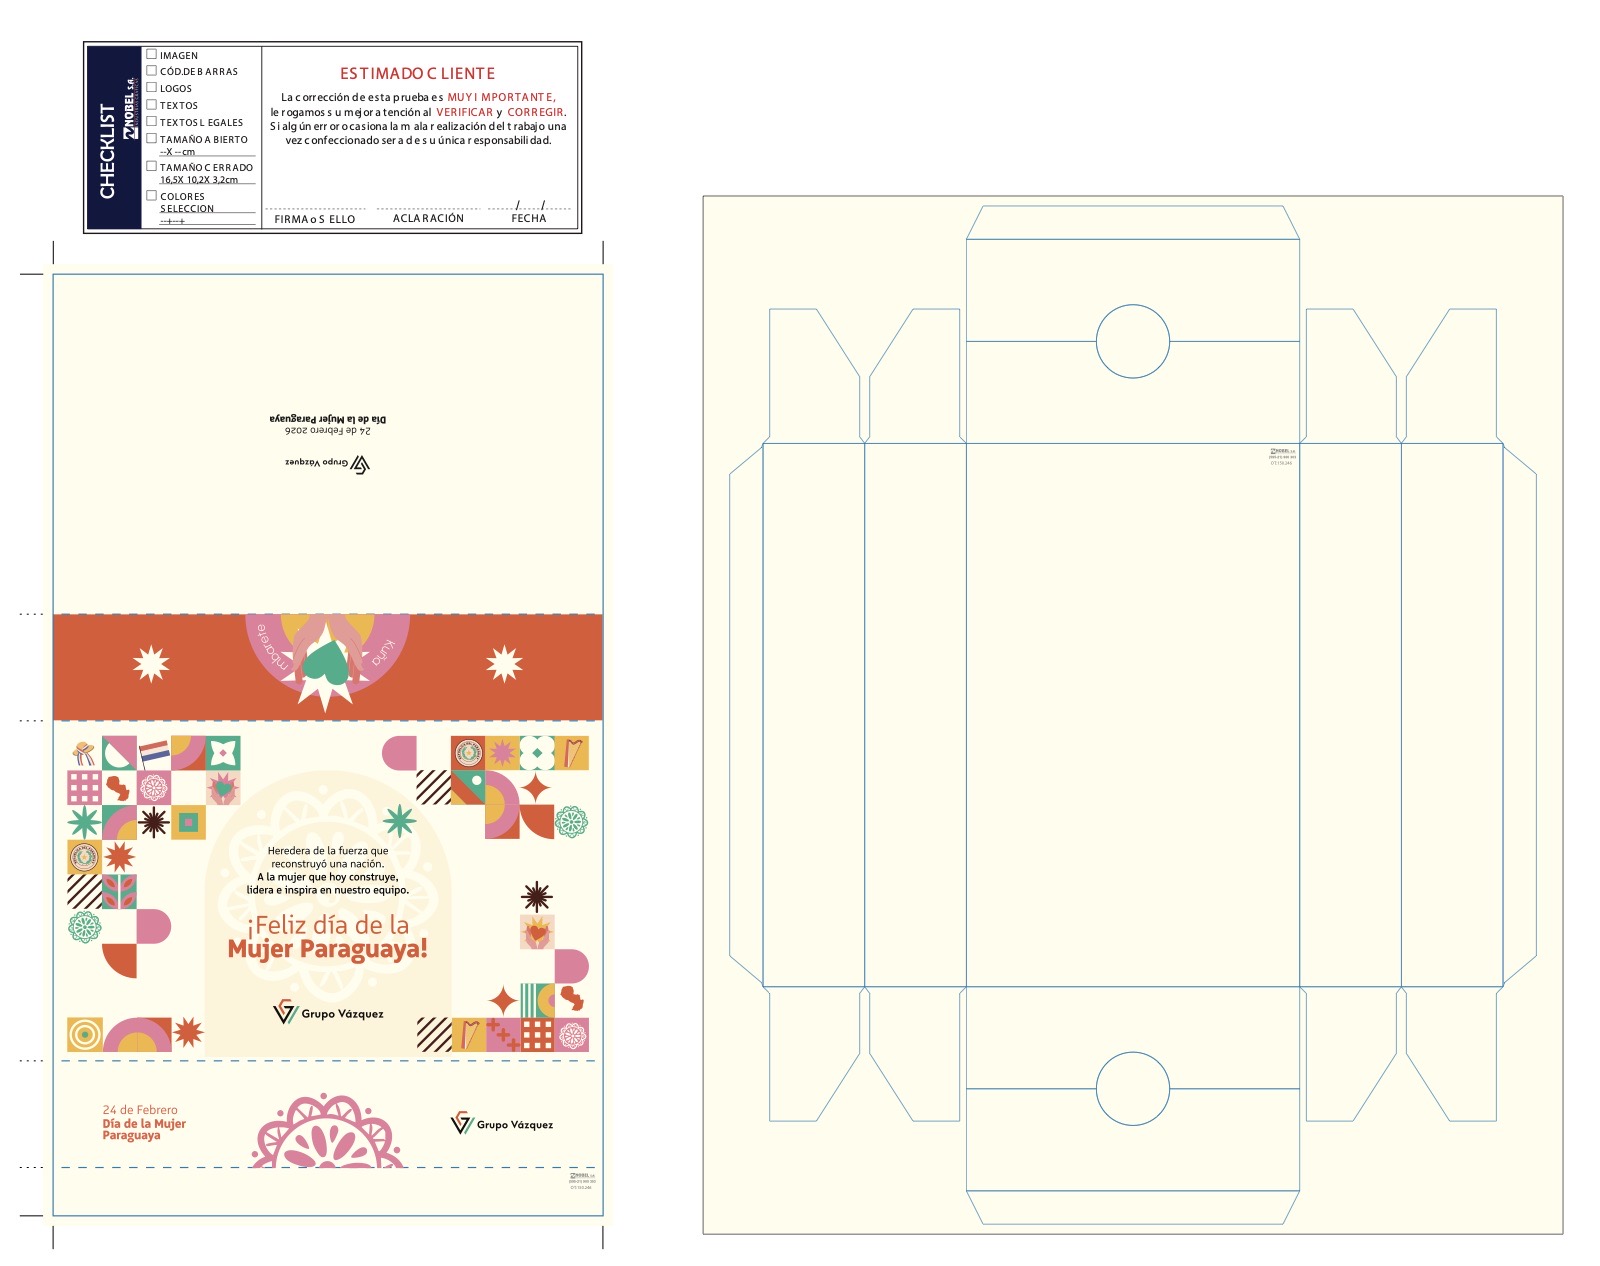 CHECKLIST
NOBEL S.A.
IMAGEN
CÓD.DE BARRAS
LOGOS
TEXTOS
TEXTOS LEGALES
TAMAÑO ABIERTO
--X -- cm
TAMAÑO CERRADO
16,5X 10,2X 3,2cm
COLORES
SELECCION
--+--+
ESTIMADO CLIENTE
La corrección de esta prueba es MUY IMPORTANTE,
le rogamos su mejor atención al VERIFICAR y CORREGIR.
Si algún error ocasiona la mala realización del trabajo una
vez confeccionado sera de su única responsabilidad.
/ /
FIRMA o SELLO
ACLARACIÓN
FECHA
Día de la Mujer Paraguaya
24 de Febrero 2026
Grupo Vázquez
mbarete
kuña
Heredera de la fuerza que
reconstruyó una nación.
A la mujer que hoy construye,
lidera e inspira en nuestro equipo.
¡Feliz día de la
Mujer Paraguaya!
Grupo Vázquez
24 de Febrero
Día de la Mujer
Paraguaya
Grupo Vázquez
NOBEL S.A.
NOBEL S.A.